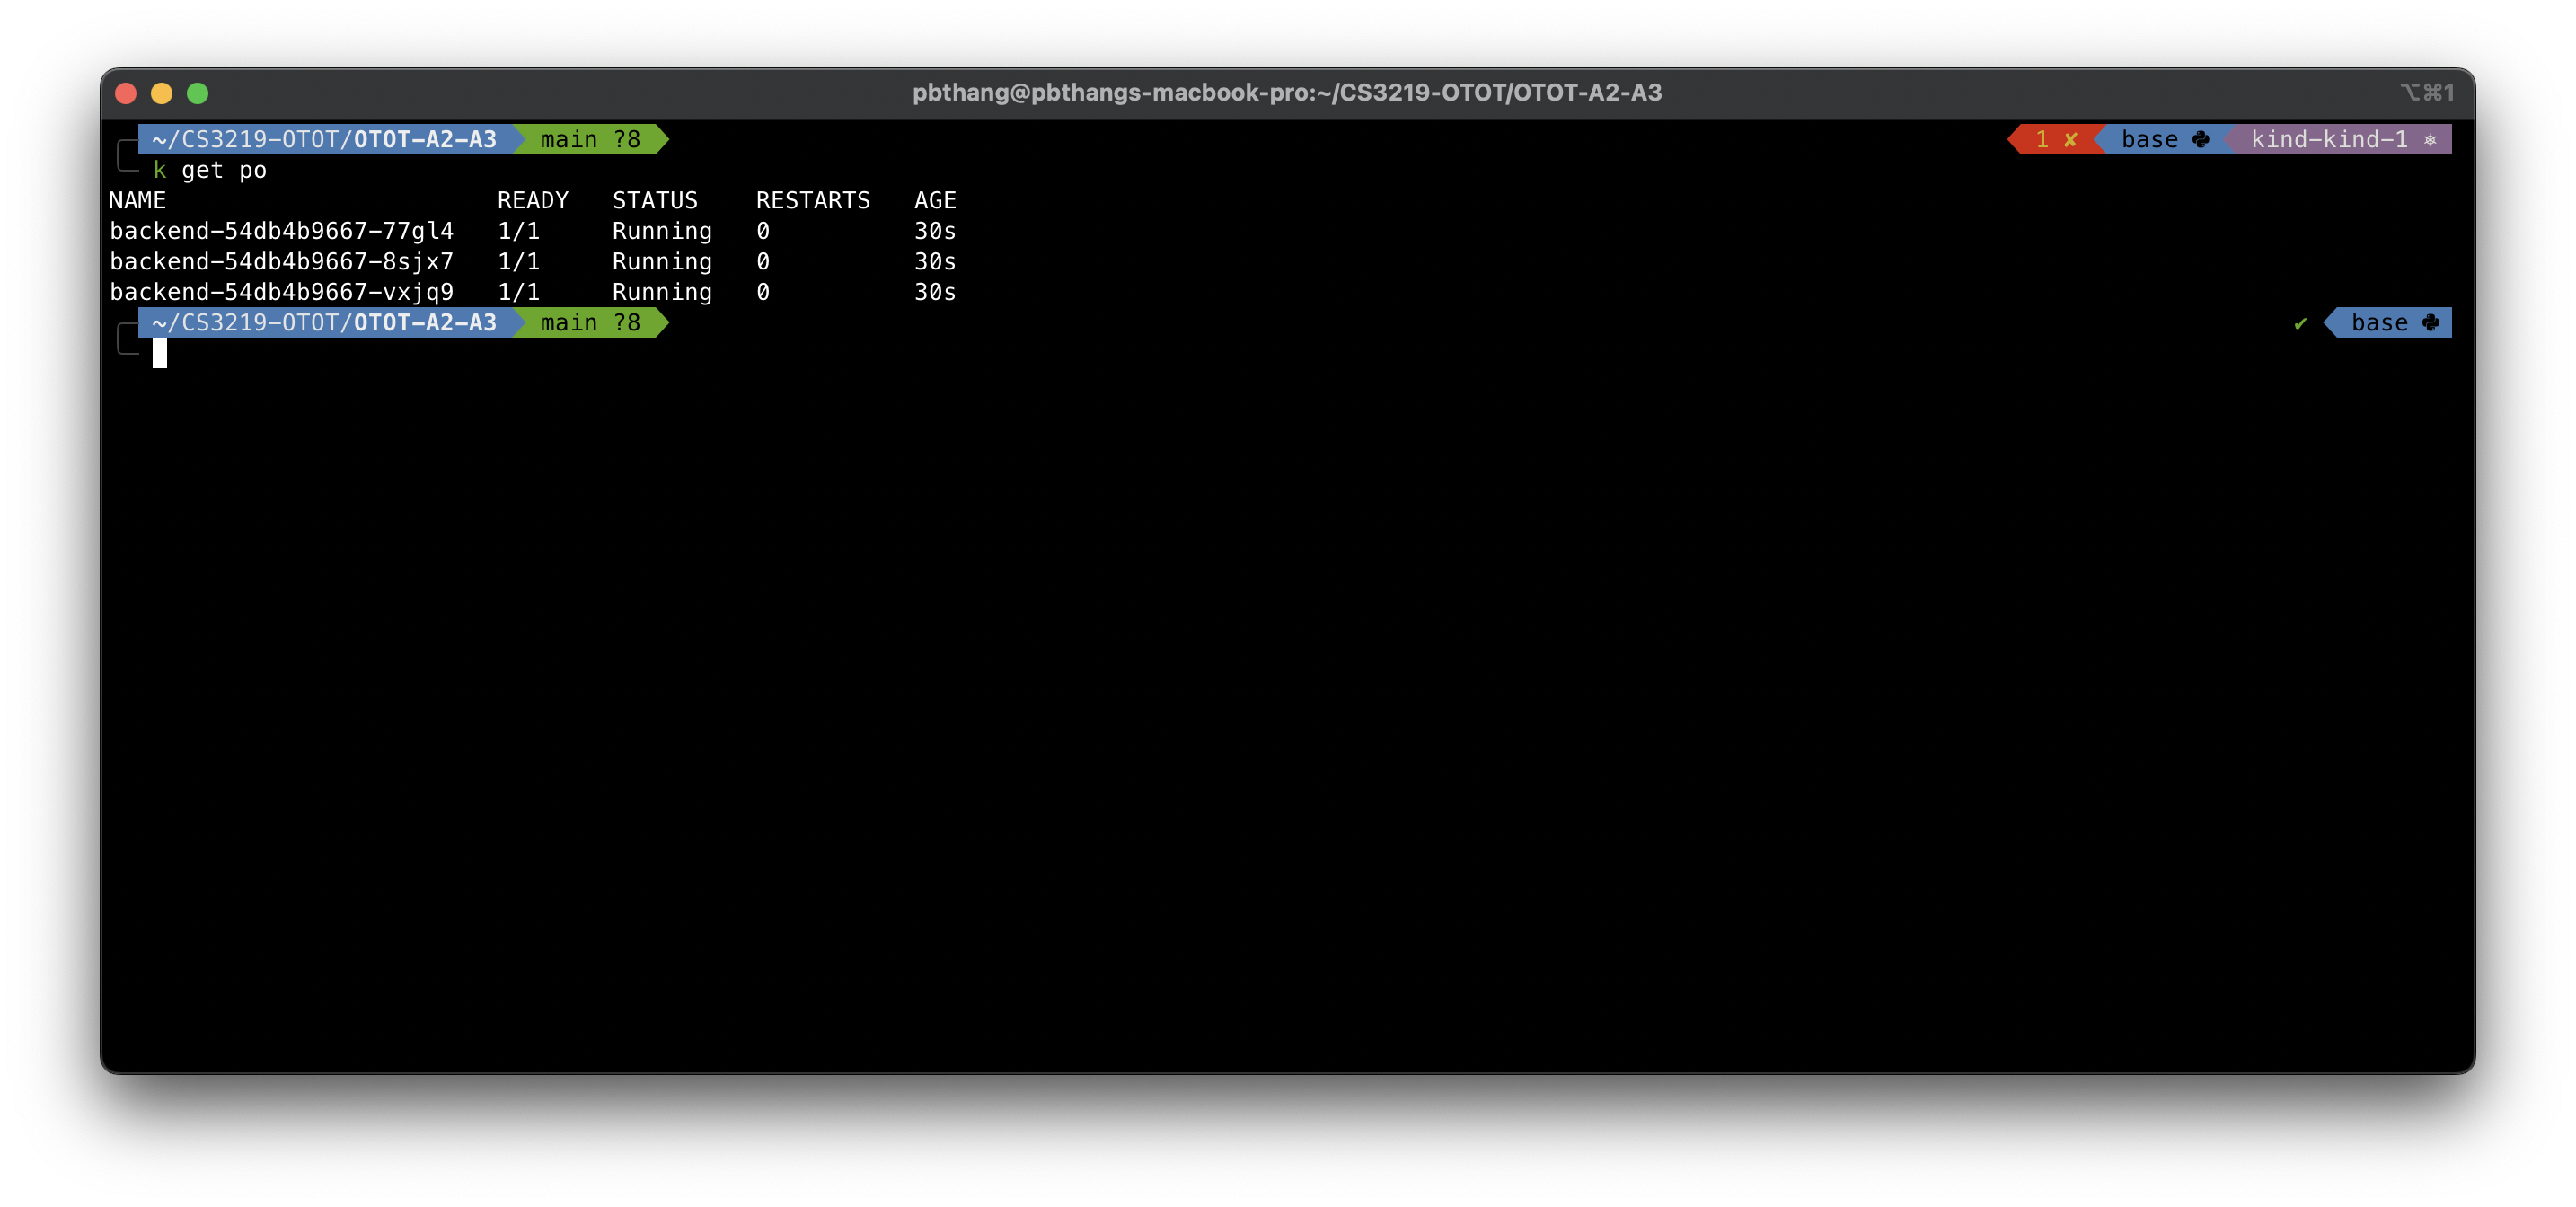 pbthang@pbthangs-macbook-pro:~/CS3219-OTOT/OTOT-A2-A3 ⌥⌘1
~/CS3219-OTOT/OTOT-A2-A3 main ?8 1 ✘ base kind-kind-1 ⎈
k get po
NAME READY STATUS RESTARTS AGE
backend-54db4b9667-77gl4 1/1 Running 0 30s
backend-54db4b9667-8sjx7 1/1 Running 0 30s
backend-54db4b9667-vxjq9 1/1 Running 0 30s
~/CS3219-OTOT/OTOT-A2-A3 main ?8 ✔ base